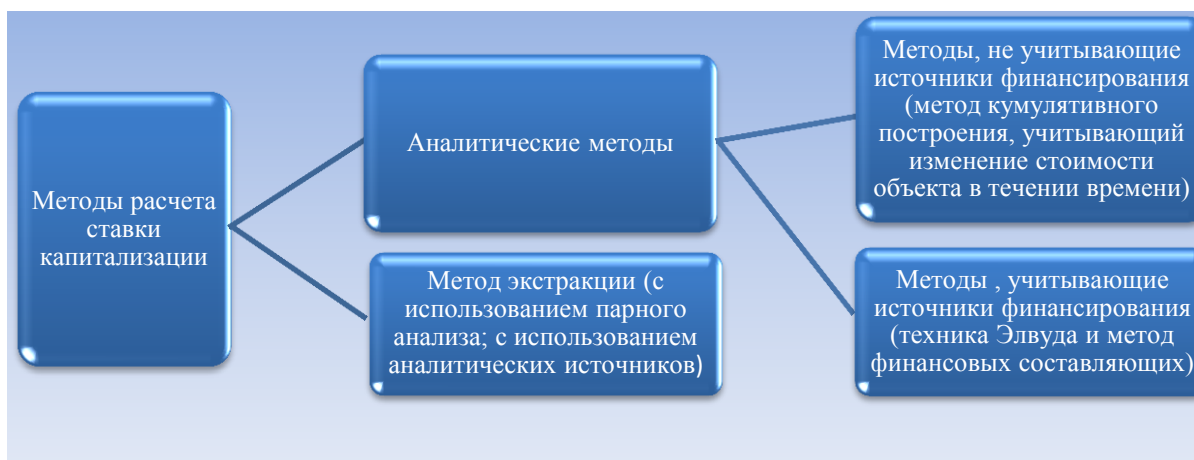 Методы расчета
ставки
капитализации
Аналитические методы
Метод экстракции (с
использованием парного
анализа; с использованием
аналитических источников)
Методы, не учитывающие
источники финансирования
(метод кумулятивного
построения, учитывающий
изменение стоимости
объекта в течении времени)
Методы , учитывающие
источники финансирования
(техника Элвуда и метод
финансовых составляющих)